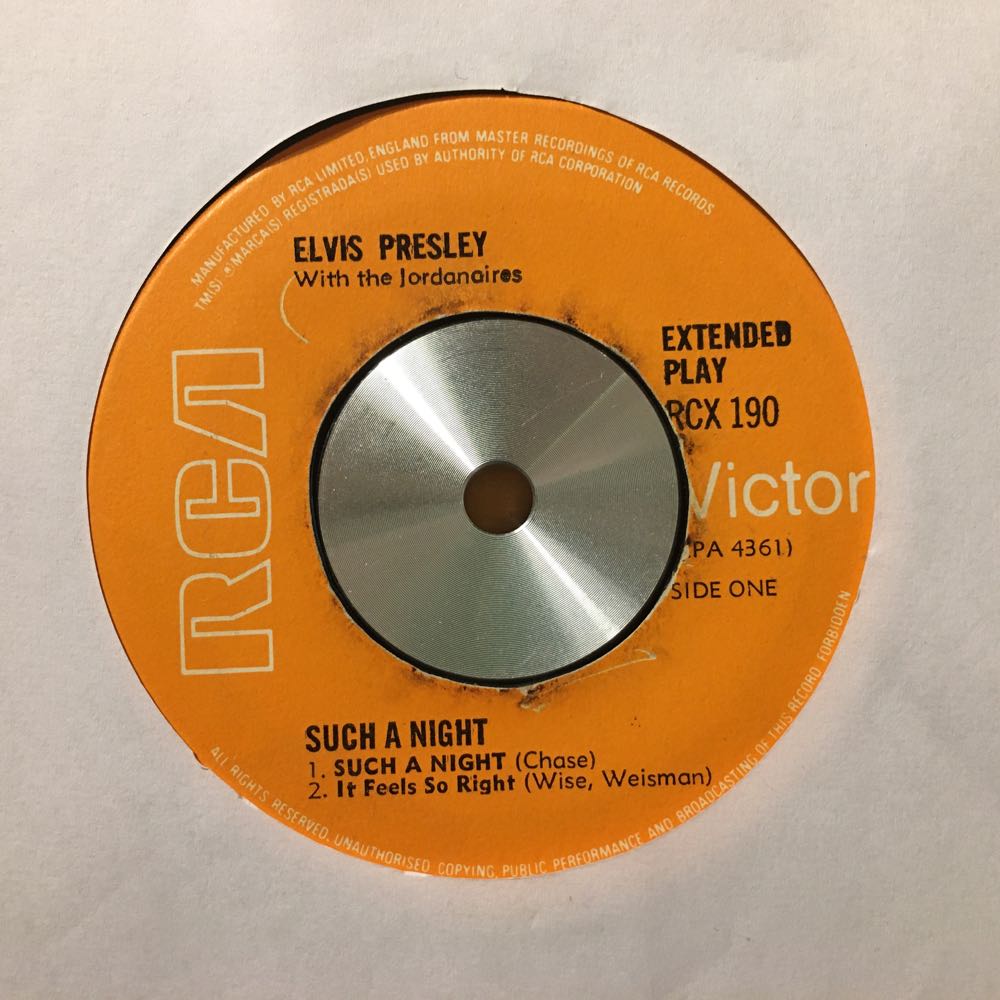 MANUFACTURED BY RCA LIMITED, ENGLAND FROM MASTER RECORDINGS OF RCA RECORDS
TM(S) ® MARCA(S) REGISTRADA(S) USED BY AUTHORITY OF RCA CORPORATION
ELVIS PRESLEY
With the Jordanaires
EXTENDED
PLAY
RCX 190
RCA
Victor
PA 4361)
SIDE ONE
SUCH A NIGHT
1. SUCH A NIGHT (Chase)
2. It Feels So Right (Wise, Weisman)
ALL RIGHTS RESERVED, UNAUTHORISED COPYING, PUBLIC PERFORMANCE AND BROADCASTING OF THIS RECORD FORBIDDEN